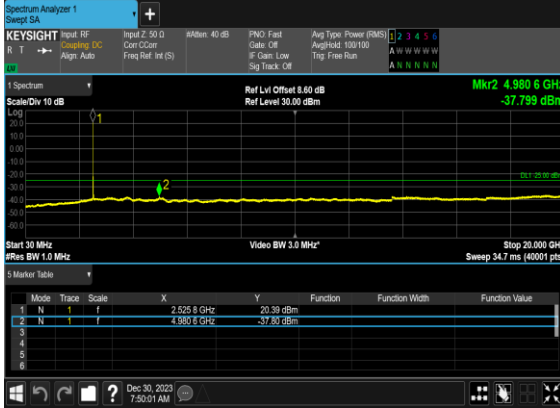 Spectrum Analyzer 1
Swept SA
+
KEYSIGHT Input: RF Input Z: 50 Ω #Atten: 40 dB PNO: Fast Avg Type: Power (RMS) 1 2 3 4 5 6
R T Coupling: DC Corr CCorr Gate: Off Avg|Hold: 100/100 A W W W W W
Align: Auto Freq Ref: Int (S) IF Gain: Low Trig: Free Run
LXI Sig Track: Off A N N N N N
1 Spectrum Ref Lvl Offset 8.60 dB Mkr2 4.980 6 GHz
Scale/Div 10 dB Ref Level 30.00 dBm -37.799 dBm
Log
20.0
10.0
0.00
-10.0
-20.0
-30.0
-40.0
-50.0
-60.0
1
2
DL1 -25.00 dBm
Start 30 MHz Video BW 3.0 MHz* Stop 20.000 GH
#Res BW 1.0 MHz Sweep 34.7 ms (40001 pts
5 Marker Table
Mode Trace Scale X Y Function Function Width Function Value
1 N 1 f 2.525 8 GHz 20.39 dBm
2 N 1 f 4.980 6 GHz -37.80 dBm
3
4
5
6
? Dec 30, 2023
7:50:01 AM